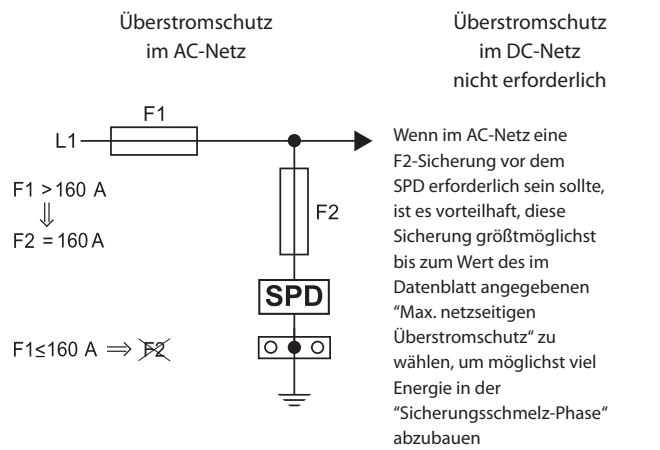 Überstromschutz
im AC-Netz
Überstromschutz
im DC-Netz
nicht erforderlich
F1
L1
F1 >160 A
⇓
F2 =160A
F2
SPD
F1≤160 A ⇒ F2
Wenn im AC-Netz eine
F2-Sicherung vor dem
SPD erforderlich sein sollte,
ist es vorteilhaft, diese
Sicherung größtmöglichst
bis zum Wert des im
Datenblatt angegebenen
“Max. netzseitigen
Überstromschutz“ zu
wählen, um möglichst viel
Energie in der
“Sicherungsschmelz-Phase“
abzubauen